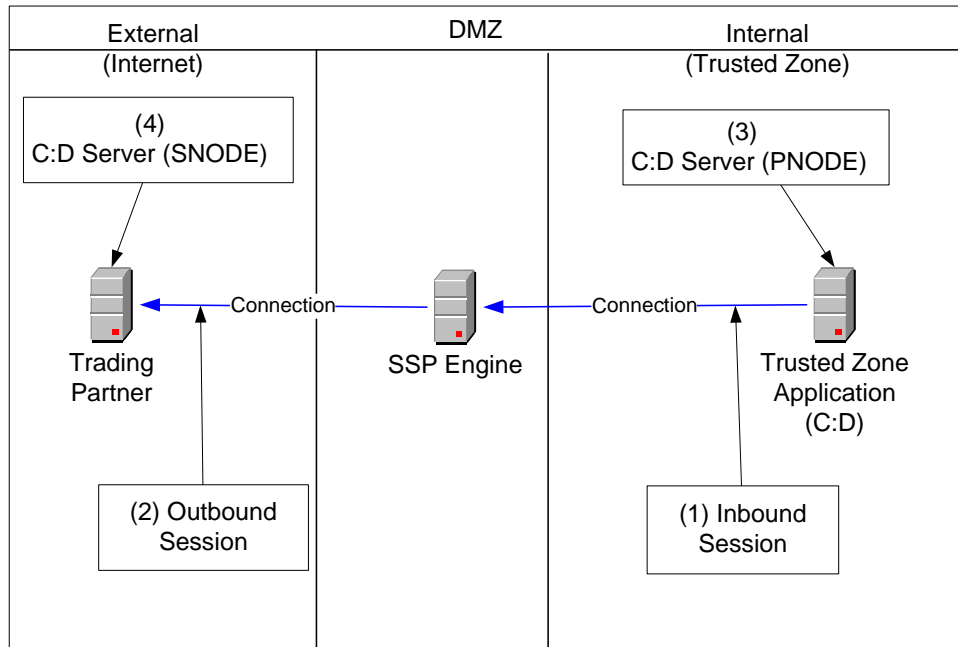 External
(Internet)
DMZ
Internal
(Trusted Zone)
(4)
C:D Server (SNODE)
(3)
C:D Server (PNODE)
Connection
Connection
Trading
Partner
SSP Engine
Trusted Zone
Application
(C:D)
(2) Outbound
Session
(1) Inbound
Session